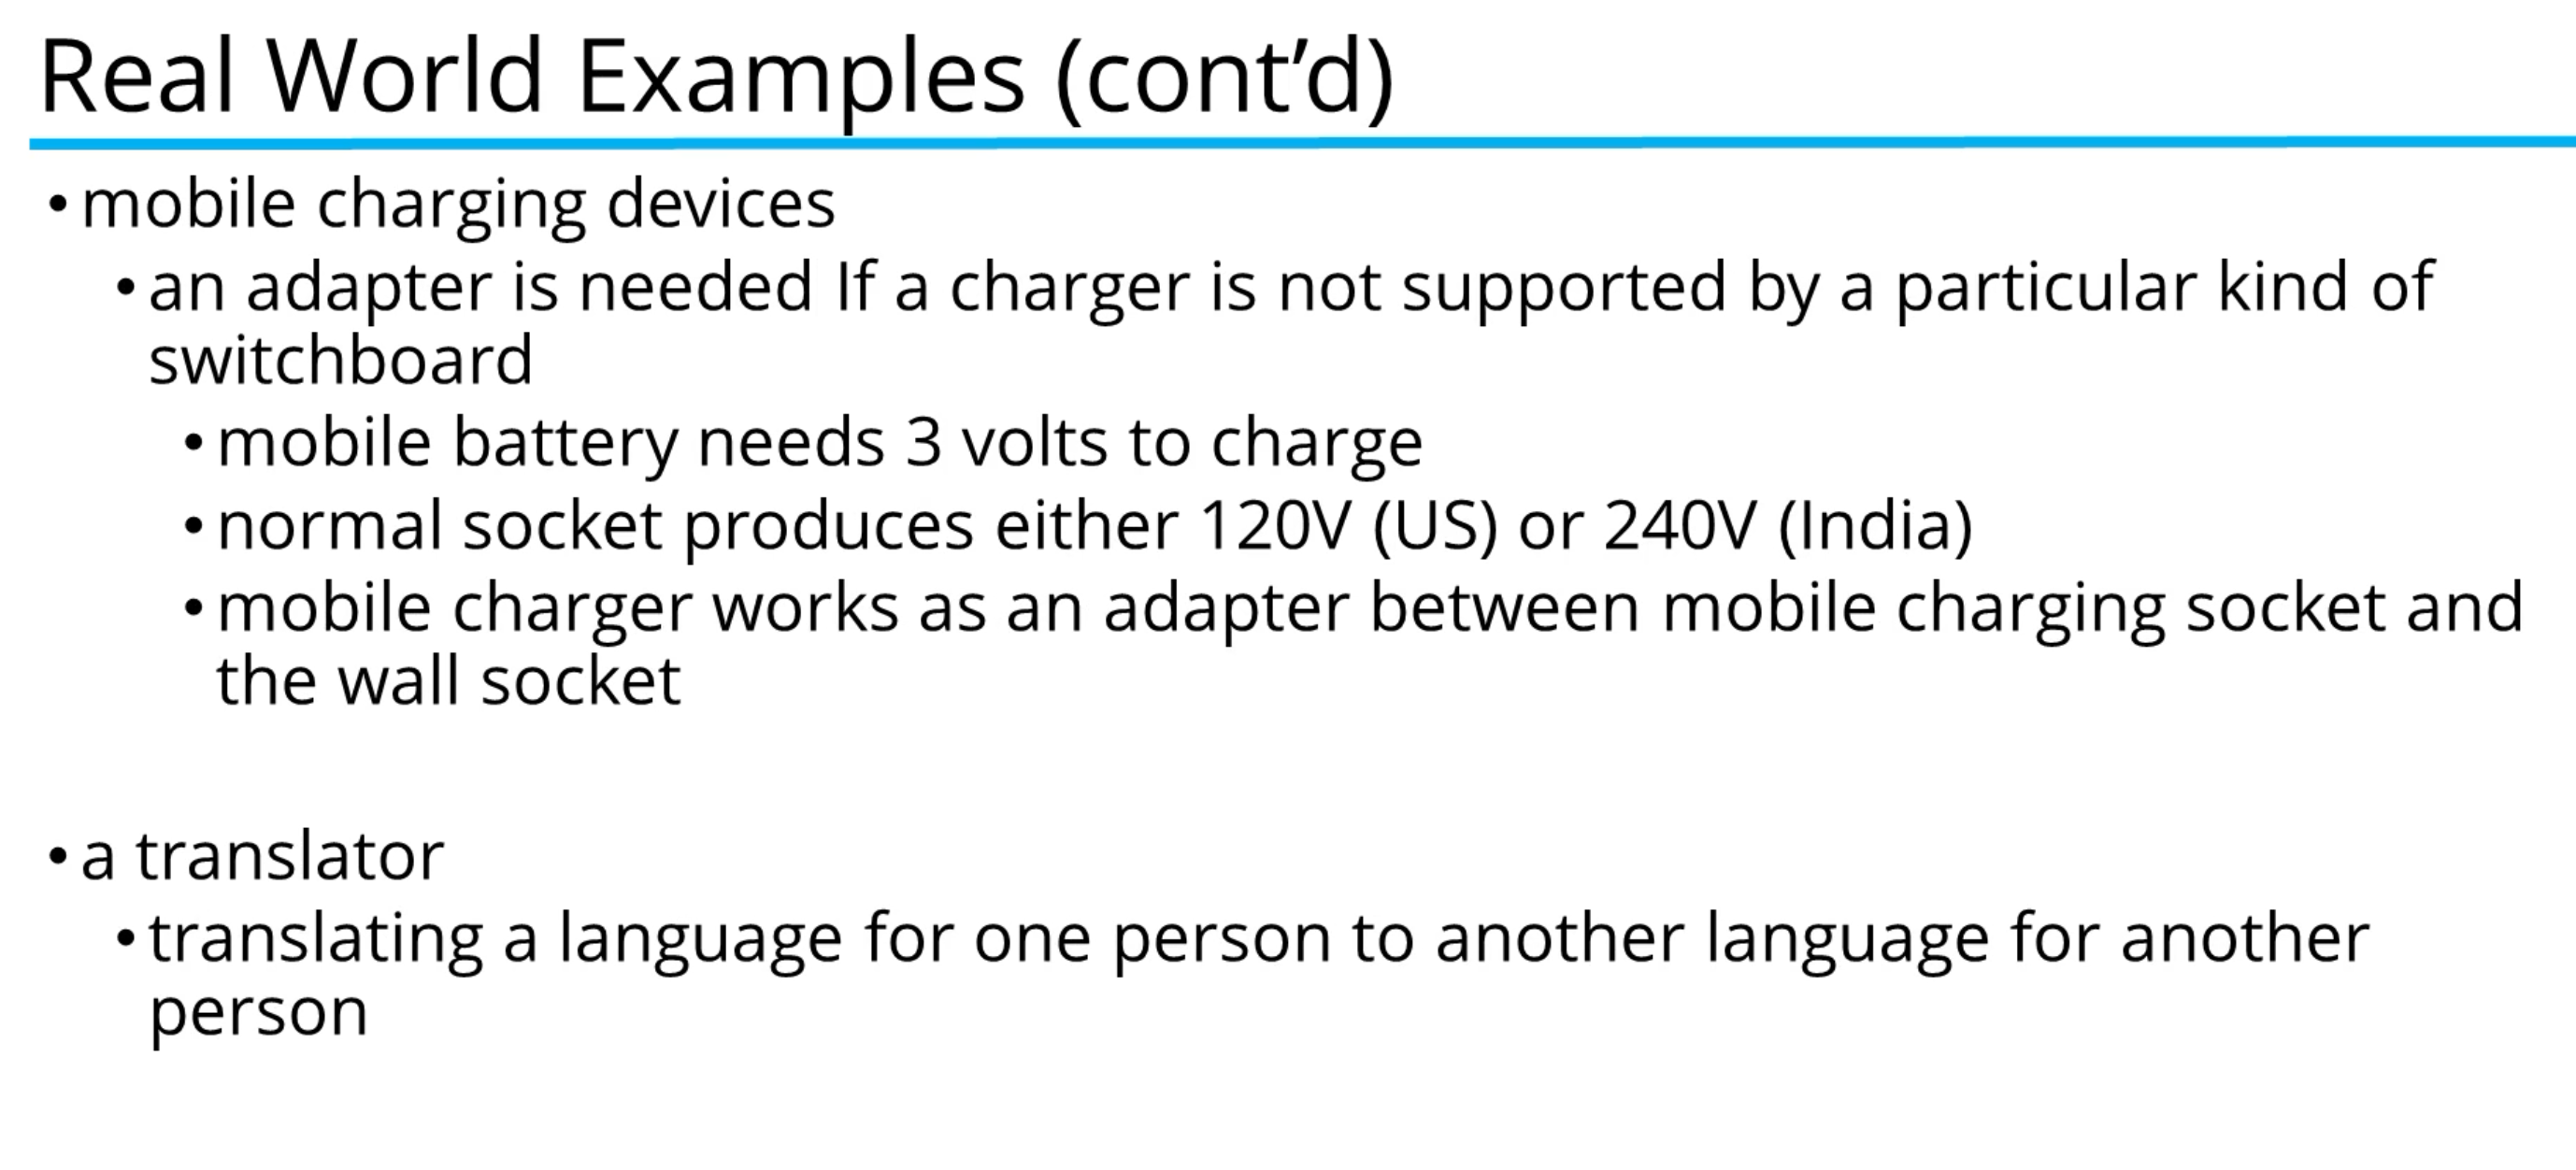 Real World Examples (cont’d)
• mobile charging devices
• an adapter is needed If a charger is not supported by a particular kind of
switchboard
• mobile battery needs 3 volts to charge
• normal socket produces either 120V (US) or 240V (India)
• mobile charger works as an adapter between mobile charging socket and
the wall socket
• a translator
• translating a language for one person to another language for another
person